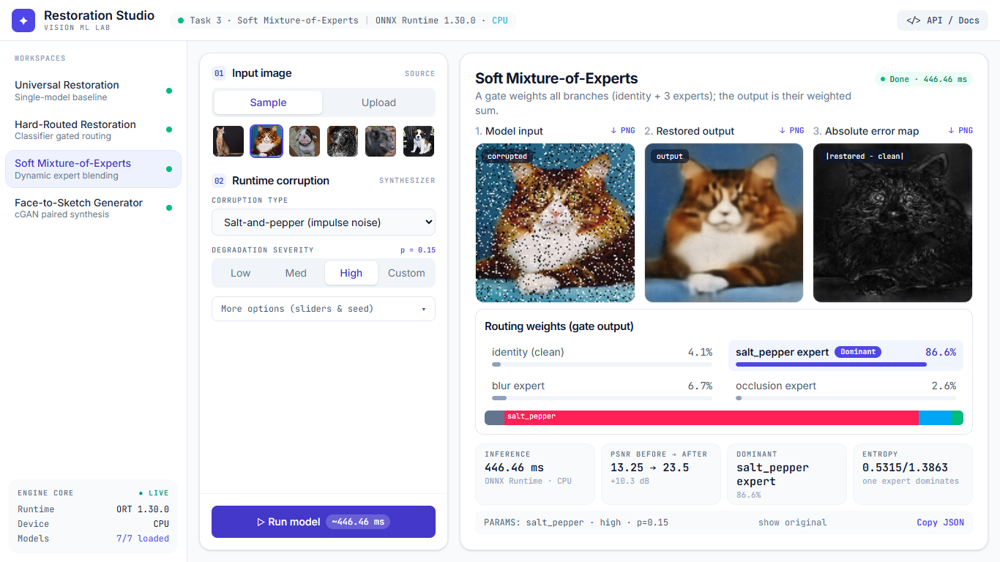 Restoration Studio
VISION ML LAB
Task 3 · Soft Mixture-of-Experts | ONNX Runtime 1.30.0 · CPU
</> API / Docs
WORKSPACES
Universal Restoration
Single-model baseline
Hard-Routed Restoration
Classifier gated routing
Soft Mixture-of-Experts
Dynamic expert blending
Face-to-Sketch Generator
cGAN paired synthesis
ENGINE CORE
● LIVE
Runtime ORT 1.30.0
Device CPU
Models 7/7 loaded
01 Input image SOURCE
Sample Upload
02 Runtime corruption SYNTHESIZER
CORRUPTION TYPE
Salt-and-pepper (impulse noise)
DEGRADATION SEVERITY p = 0.15
Low Med High Custom
More options (sliders & seed) ▾
▷ Run model ~446.46 ms
Soft Mixture-of-Experts
Done · 446.46 ms
A gate weights all branches (identity + 3 experts); the output is their weighted
sum.
1. Model input ↓ PNG
corrupted
2. Restored output ↓ PNG
output
3. Absolute error map ↓ PNG
|restored - clean|
Routing weights (gate output)
identity (clean) 4.1%
salt_pepper expert Dominant 86.6%
blur expert 6.7%
occlusion expert 2.6%
salt_pepper
INFERENCE
446.46 ms
ONNX Runtime · CPU
PSNR BEFORE → AFTER
13.25 → 23.5
+10.3 dB
DOMINANT
salt_pepper
expert
86.6%
ENTROPY
0.5315/1.3863
one expert dominates
PARAMS: salt_pepper · high · p=0.15
show original
Copy JSON